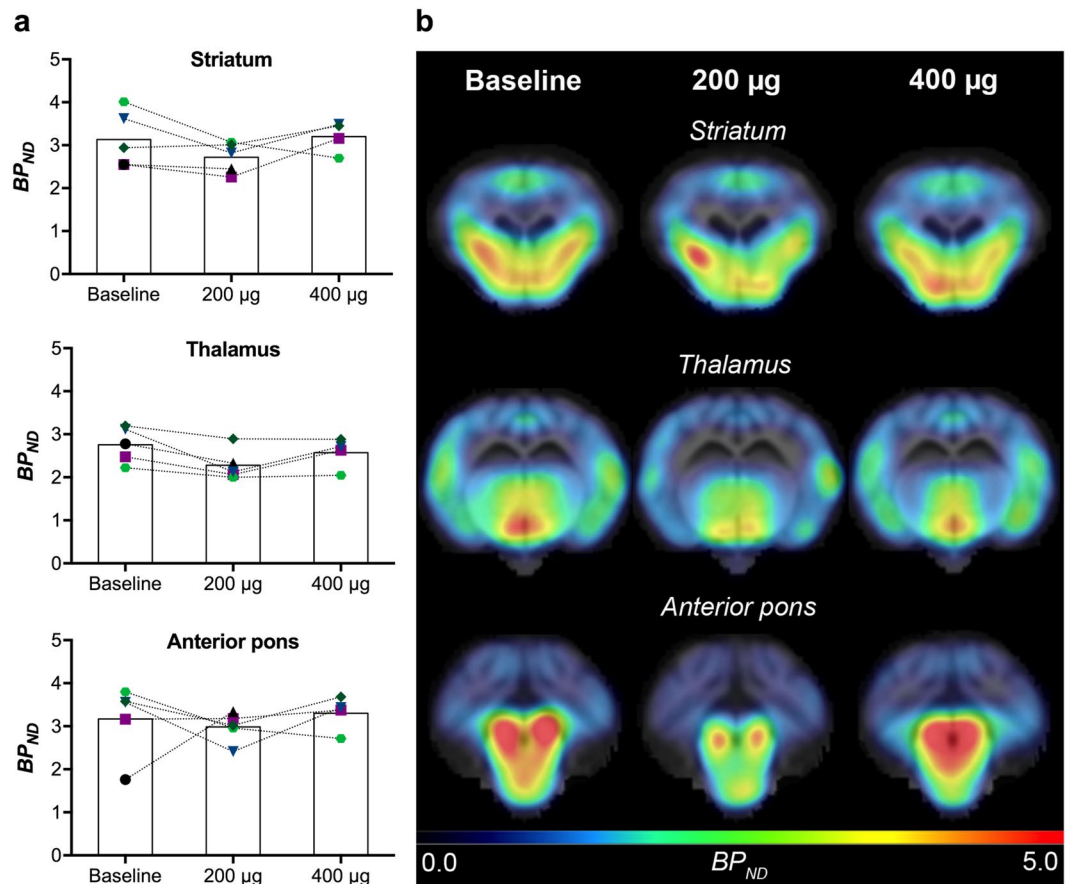 a
Striatum
BP_ND
5
4
3
2
1
0
Baseline 200 µg 400 µg
Thalamus
BP_ND
5
4
3
2
1
0
Baseline 200 µg 400 µg
Anterior pons
BP_ND
5
4
3
2
1
0
Baseline 200 µg 400 µg
b
Baseline 200 µg 400 µg
Striatum
Thalamus
Anterior pons
0.0 BP_ND 5.0